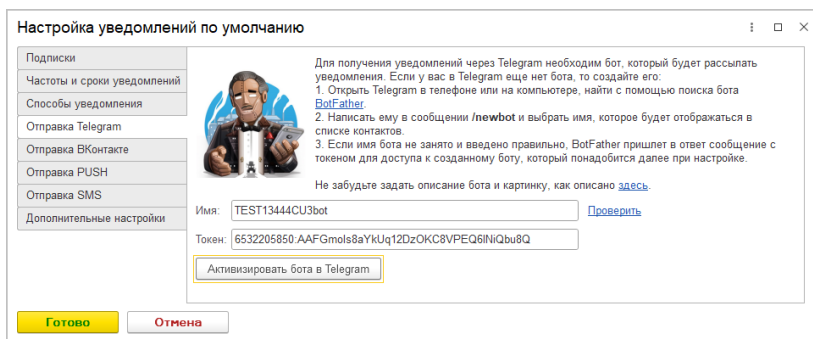 Настройка уведомлений по умолчанию
Подписки
Частоты и сроки уведомлений
Способы уведомления
Отправка Telegram
Отправка ВКонтакте
Отправка PUSH
Отправка SMS
Дополнительные настройки
Для получения уведомлений через Telegram необходим бот, который будет рассылать
уведомления. Если у вас в Telegram еще нет бота, то создайте его:
1. Открыть Telegram в телефоне или на компьютере, найти с помощью поиска бота
BotFather.
2. Написать ему в сообщении /newbot и выбрать имя, которое будет отображаться в
списке контактов.
3. Если имя бота не занято и введено правильно, BotFather пришлет в ответ сообщение с
токеном для доступа к созданному боту, который понадобится далее при настройке.
Не забудьте задать описание бота и картинку, как описано здесь.
Имя: TEST13444CU3bot Проверить
Токен: 6532205850:AAFGmols8aYkUq12DzOKC8VPEQ6lNiQbu8Q
Активизировать бота в Telegram
Готово Отмена